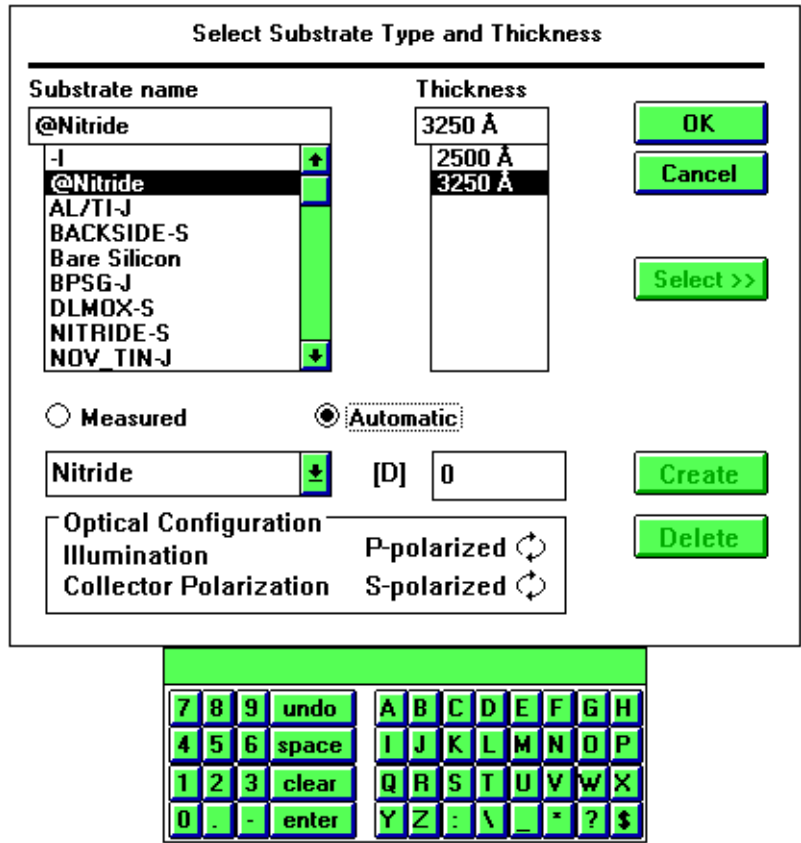 Select Substrate Type and Thickness
Substrate name Thickness
@Nitride 3250 Å OK
-I 2500 Å
@Nitride 3250 Å Cancel
AL/TI-J
BACKSIDE-S
Bare Silicon
BPSG-J Select >>
DLMOX-S
NITRIDE-S
NOV_TIN-J
Measured Automatic
Nitride [D] 0 Create
Optical Configuration
Illumination P-polarized Delete
Collector Polarization S-polarized
7 8 9 undo A B C D E F G H
4 5 6 space I J K L M N O P
1 2 3 clear Q R S T U V W X
0 . - enter Y Z : \ _ * ? $